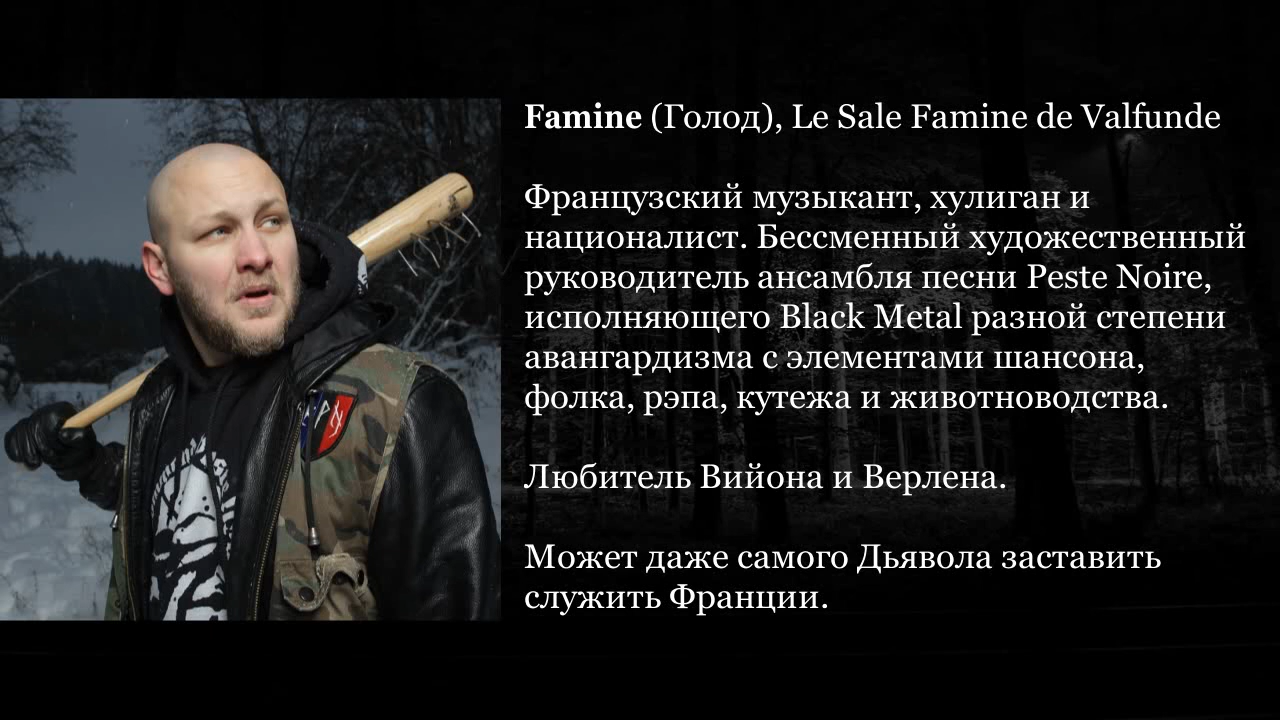 Famine (Голод), Le Sale Famine de Valfunde
Французский музыкант, хулиган и
националист. Бессменный художественный
руководитель ансамбля песни Peste Noire,
исполняющего Black Metal разной степени
авангардизма с элементами шансона,
фолка, рэпа, кутежа и животноводства.
Любитель Вийона и Верлена.
Может даже самого Дьявола заставить
служить Франции.